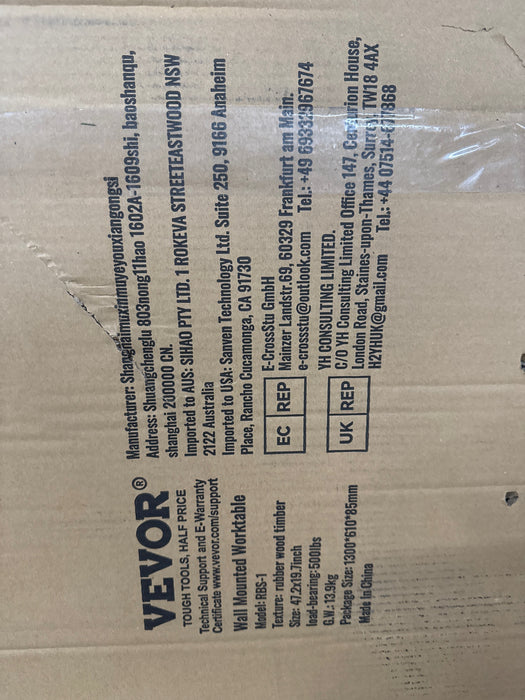 VEVOR®
TOUGH TOOLS, HALF PRICE
Technical Support and E-Warranty
Certificate www.vevor.com/support
Wall Mounted Worktable
Model: RBS-1
Texture: rubber wood timber
Size: 47.2x19.7inch
load-bearing:500lbs
G.W.: 13.9kg
Package Size:1300*610*85mm
Made In China
Manufacturer:
Address: Shuangchenglu 803nong11hao 1602A-1609shi, baoshanqu,
shanghai 200000 CN.
Imported to AUS: SIHAO PTY LTD. 1 ROKEVA STREETEASTWOOD NSW
2122 Australia
Imported to USA: Sanven Technology Ltd. Suite 250, 9166 Anaheim
Place, Rancho Cucamonga, CA 91730
EC REP
E-CrossStu GmbH
Mainzer Landstr.69, 60329 Frankfurt am Main.
e-crossstu@outlook.com Tel.: +49 69332967674
UK REP
YH CONSULTING LIMITED.
C/O YH Consulting Limited Office 147, Centurion House,
London Road, Staines-upon-Thames, Surrey, TW18 4AX
H2YHUK@gmail.com Tel.: